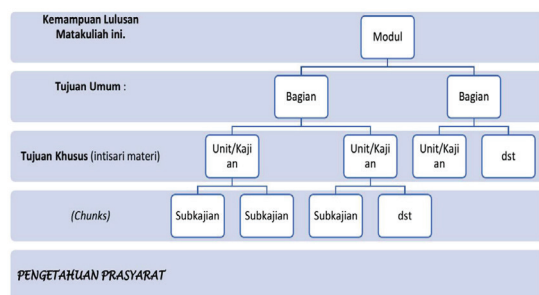 Kemampuan Lulusan
Matakuliah ini.
Modul
Tujuan Umum :
Bagian
Bagian
Tujuan Khusus (intisari materi)
Unit/Kaji
an
Unit/Kaji
an
Unit/Kaji
an
dst
(Chunks)
Subkajian
Subkajian
Subkajian
dst
PENGETAHUAN PRASYARAT